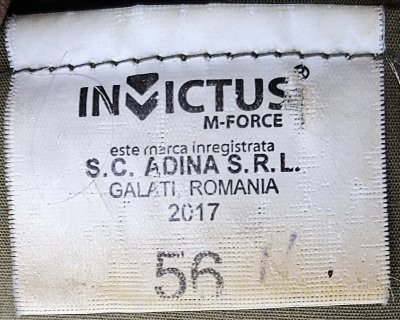 INVICTUS®
M-FORCE
este marca inregistrata
S.C. ADINA S.R.L.
GALATI, ROMANIA
2017
56 N